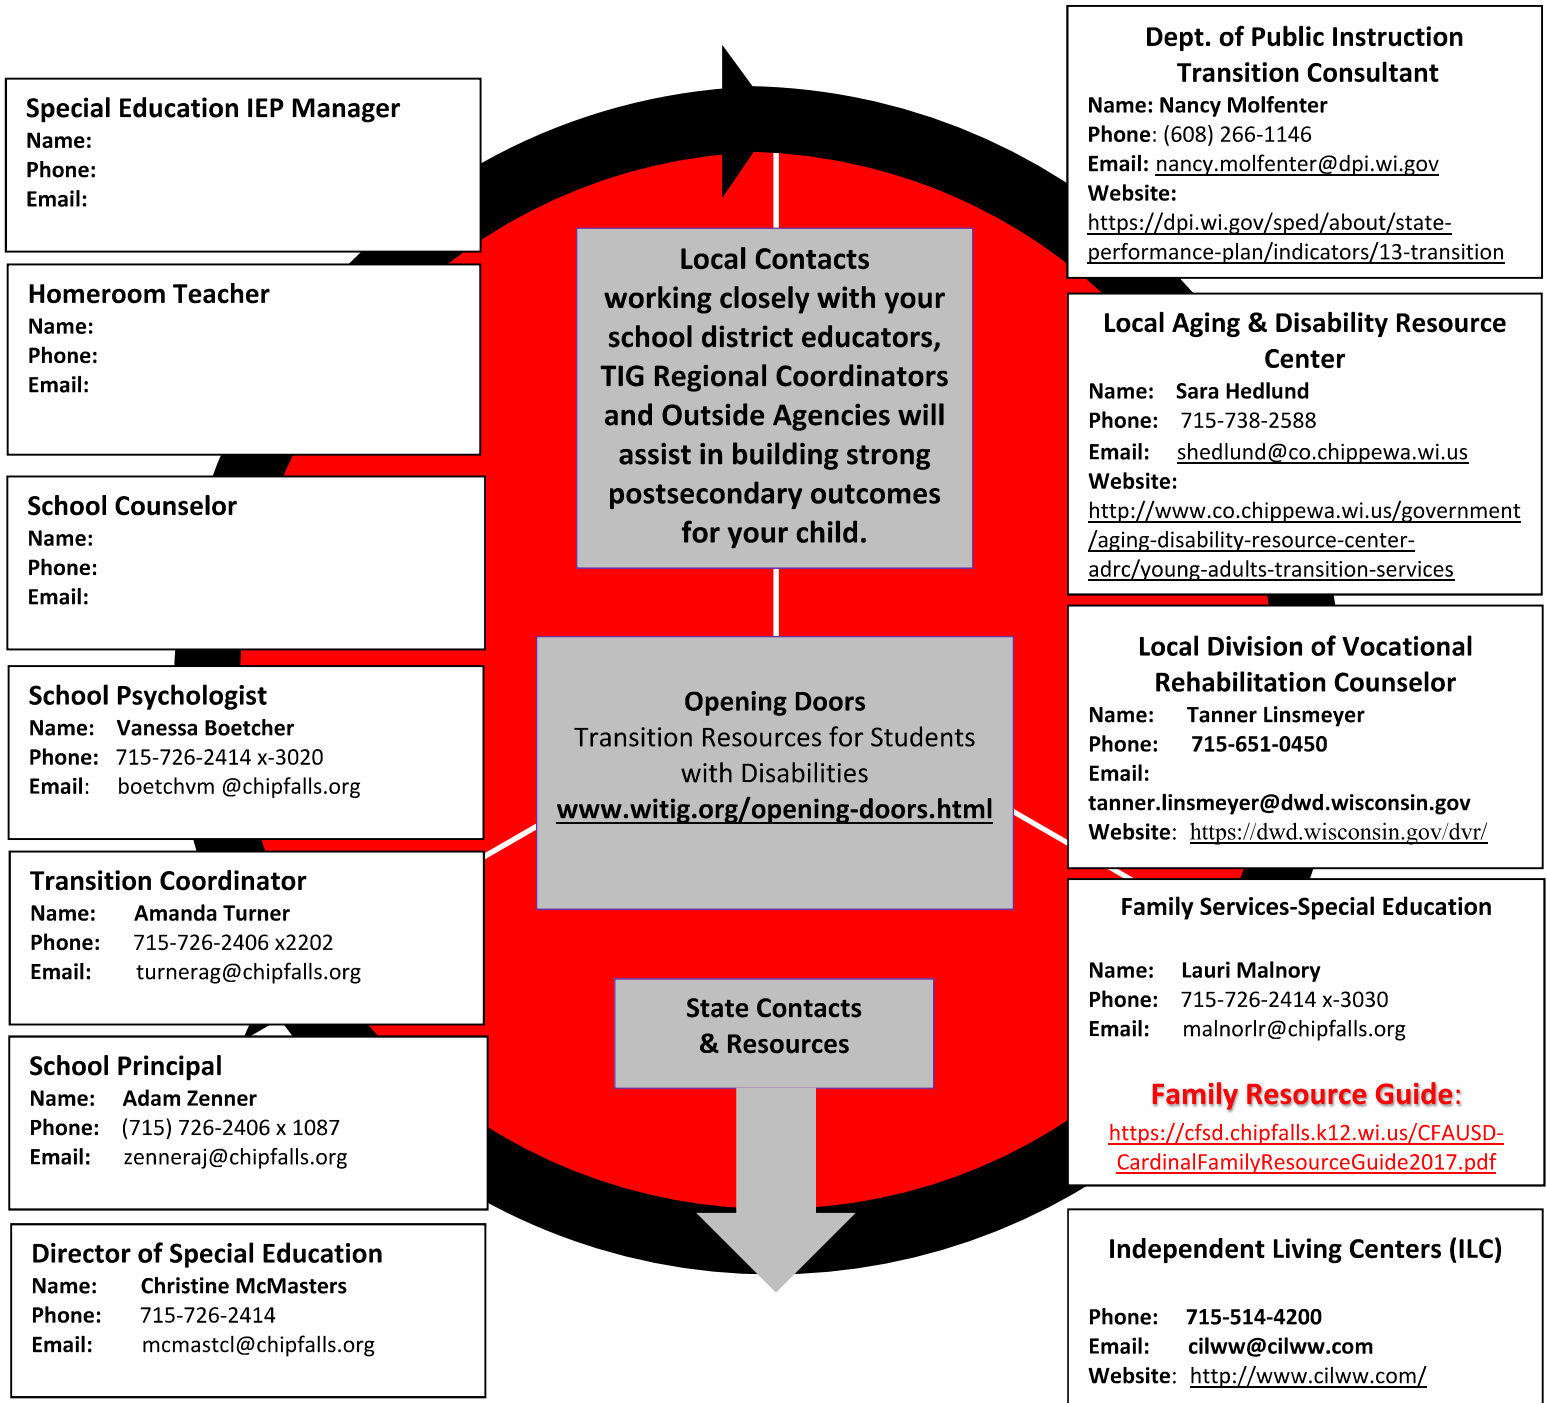 Special Education IEP Manager
Name:
Phone:
Email:
Homeroom Teacher
Name:
Phone:
Email:
School Counselor
Name:
Phone:
Email:
School Psychologist
Name: Vanessa Boetcher
Phone: 715-726-2414 x-3020
Email: boetchvm @chipfalls.org
Transition Coordinator
Name: Amanda Turner
Phone: 715-726-2406 x2202
Email: turnerag@chipfalls.org
School Principal
Name: Adam Zenner
Phone: (715) 726-2406 x 1087
Email: zenneraj@chipfalls.org
Director of Special Education
Name: Christine McMasters
Phone: 715-726-2414
Email: mcmastcl@chipfalls.org
Local Contacts
working closely with your
school district educators,
TIG Regional Coordinators
and Outside Agencies will
assist in building strong
postsecondary outcomes
for your child.
Opening Doors
Transition Resources for Students
with Disabilities
www.witig.org/opening-doors.html
State Contacts
& Resources
Dept. of Public Instruction
Transition Consultant
Name: Nancy Molfenter
Phone: (608) 266-1146
Email: nancy.molfenter@dpi.wi.gov
Website:
https://dpi.wi.gov/sped/about/state-
performance-plan/indicators/13-transition
Local Aging & Disability Resource
Center
Name: Sara Hedlund
Phone: 715-738-2588
Email: shedlund@co.chippewa.wi.us
Website:
http://www.co.chippewa.wi.us/government
/aging-disability-resource-center-
adrc/young-adults-transition-services
Local Division of Vocational
Rehabilitation Counselor
Name: Tanner Linsmeyer
Phone: 715-651-0450
Email:
tanner.linsmeyer@dwd.wisconsin.gov
Website: https://dwd.wisconsin.gov/dvr/
Family Services-Special Education
Name: Lauri Malnory
Phone: 715-726-2414 x-3030
Email: malnorlr@chipfalls.org
Family Resource Guide:
https://cfsd.chipfalls.k12.wi.us/CFAUSD-
CardinalFamilyResourceGuide2017.pdf
Independent Living Centers (ILC)
Phone: 715-514-4200
Email: cilww@cilww.com
Website: http://www.cilww.com/